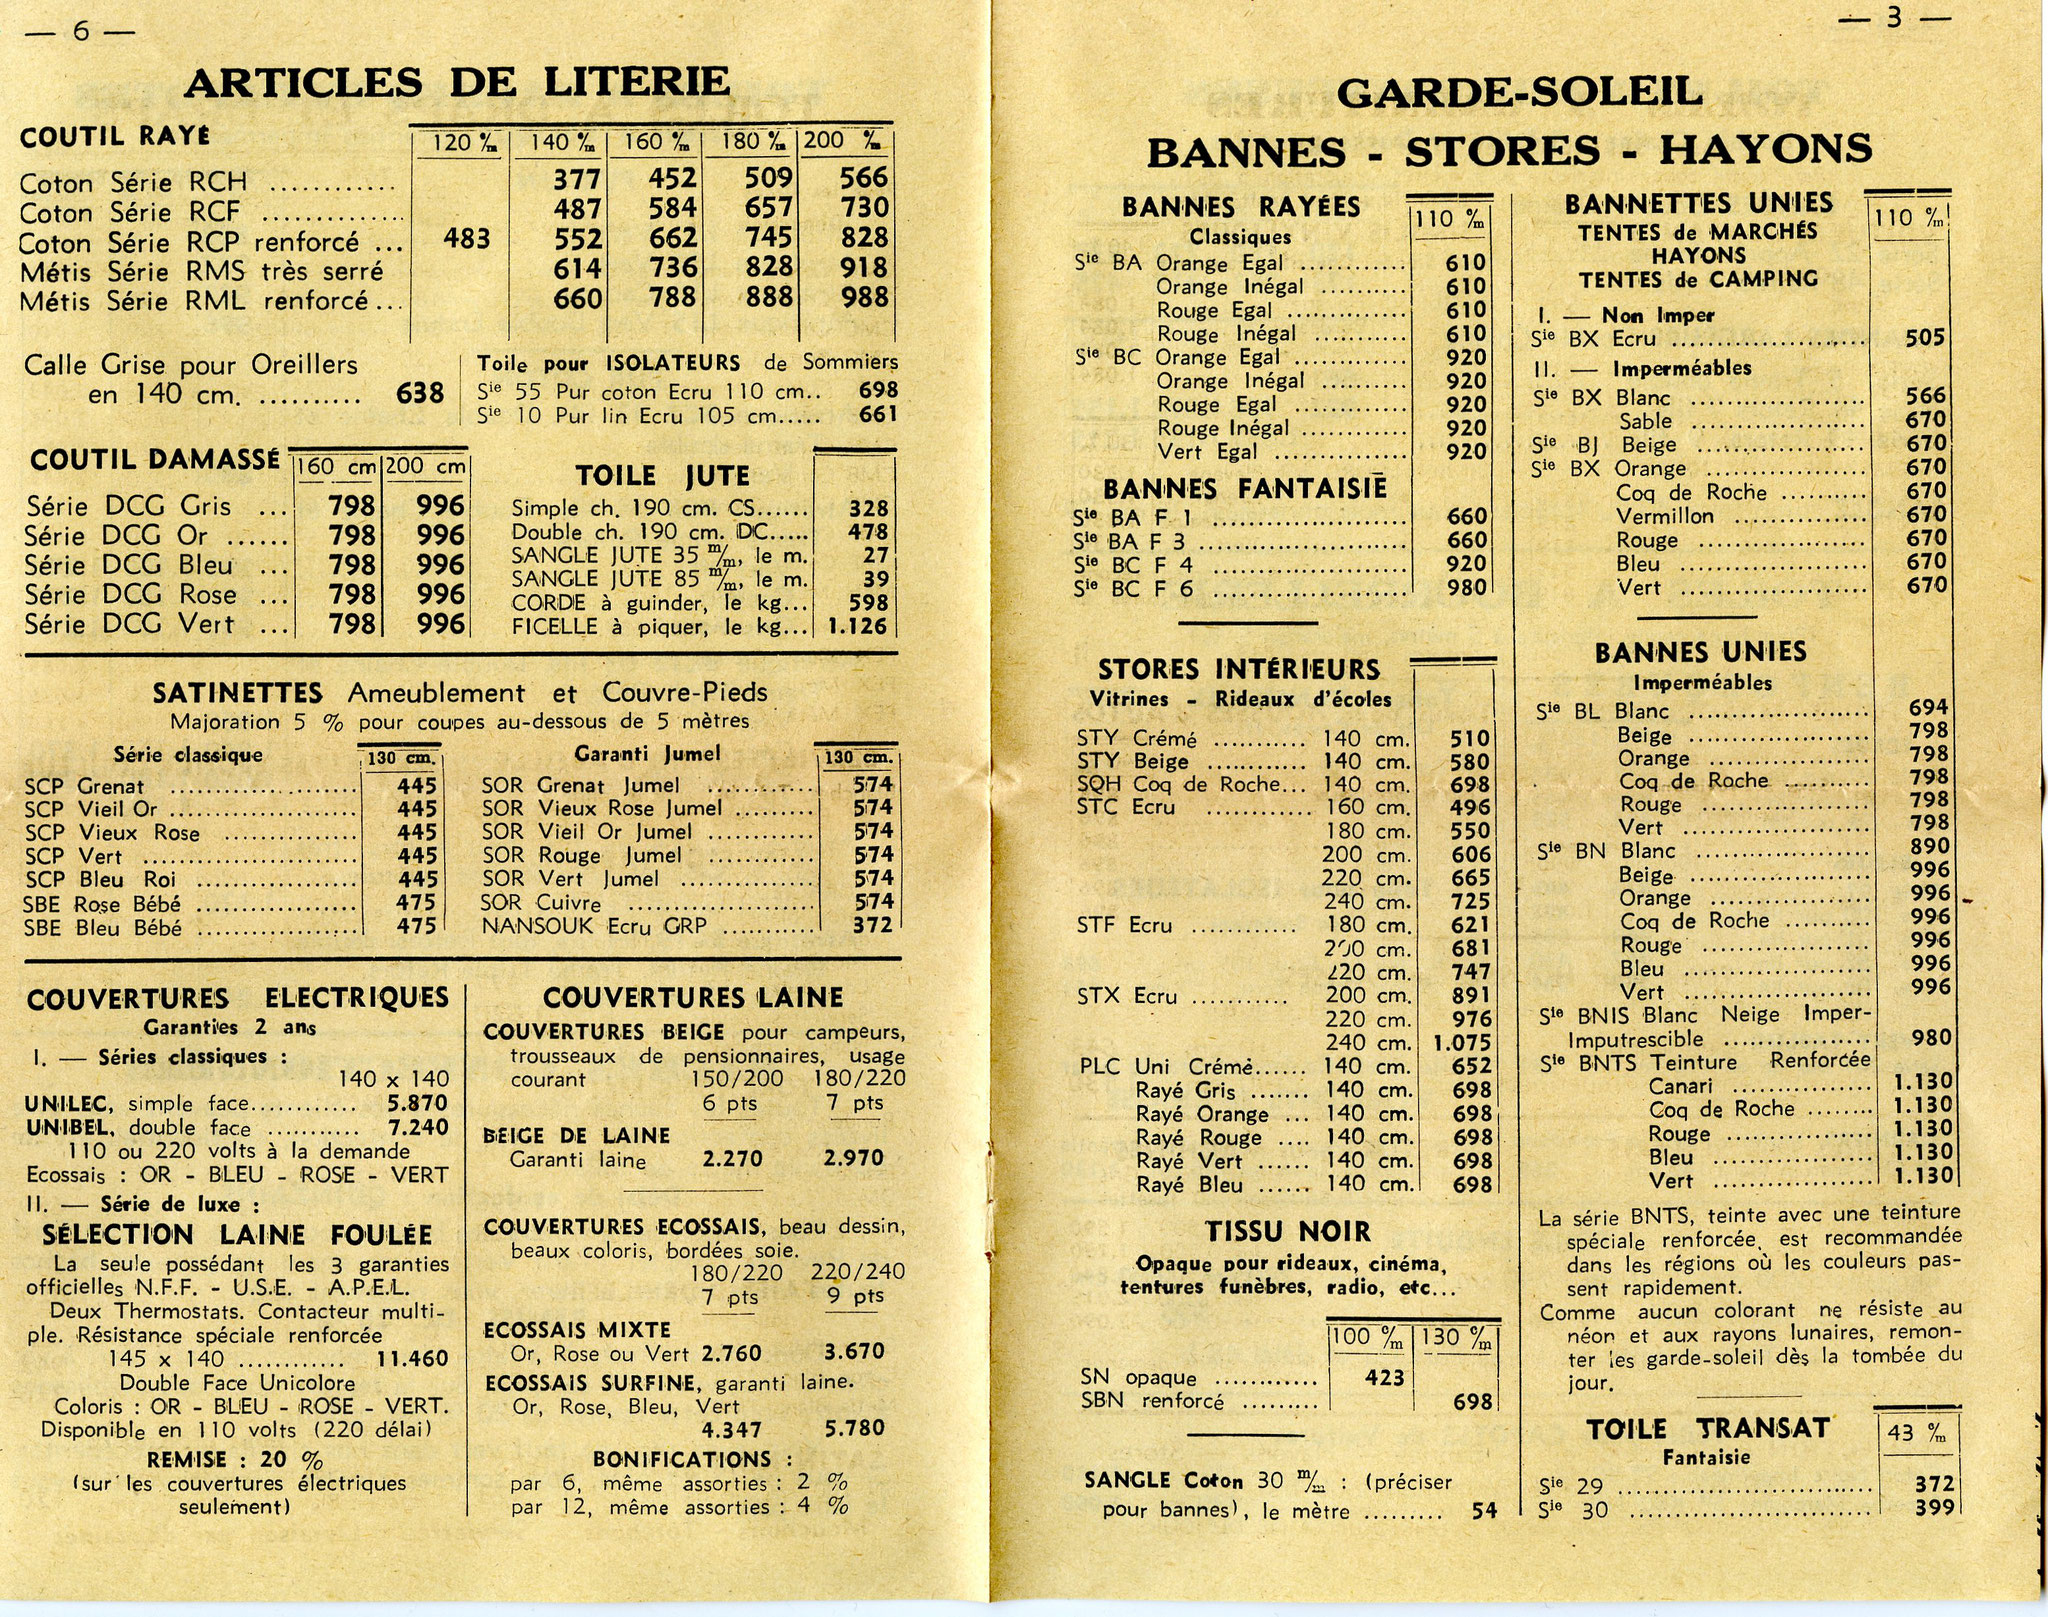 — 6 —
ARTICLES DE LITERIE
COUTIL RAYÉ 120 c/m 140 c/m 160 c/m 180 c/m 200 c/m
Coton Série RCH ............ 377 452 509 566
Coton Série RCF .............. 487 584 657 730
Coton Série RCP renforcé ... 483 552 662 745 828
Métis Série RMS très serré 614 736 828 918
Métis Série RML renforcé ... 660 788 888 988
Calle Grise pour Oreillers
en 140 cm. .......... 638
Toile pour ISOLATEURS de Sommiers
Sie 55 Pur coton Ecru 110 cm.. 698
Sie 10 Pur lin Ecru 105 cm..... 661
COUTIL DAMASSÉ 160 cm 200 cm
Série DCG Gris ... 798 996
Série DCG Or ...... 798 996
Série DCG Bleu ... 798 996
Série DCG Rose ... 798 996
Série DCG Vert ... 798 996
TOILE JUTE
Simple ch. 190 cm. CS...... 328
Double ch. 190 cm. DC..... 478
SANGLE JUTE 35 m/m, le m. 27
SANGLE JUTE 85 m/m, le m. 39
CORDE à guinder, le kg... 598
FICELLE à piquer, le kg... 1.126
SATINETTES Ameublement et Couvre-Pieds
Majoration 5 % pour coupes au-dessous de 5 mètres
Série classique 130 cm.
SCP Grenat .................... 445
SCP Vieil Or .................... 445
SCP Vieux Rose .............. 445
SCP Vert ...................... 445
SCP Bleu Roi ................ 445
SBE Rose Bébé ................ 475
SBE Bleu Bébé ................ 475
Garanti Jumel 130 cm.
SOR Grenat Jumel ............ 574
SOR Vieux Rose Jumel ........ 574
SOR Vieil Or Jumel ............ 574
SOR Rouge Jumel ............ 574
SOR Vert Jumel ............... 574
SOR Cuivre ..................... 574
NANSOUK Ecru GRP ........... 372
COUVERTURES ELECTRIQUES
Garanties 2 ans
I. — Séries classiques :
140 x 140
UNILEC, simple face............ 5.870
UNIBEL, double face .......... 7.240
110 ou 220 volts à la demande
Ecossais : OR - BLEU - ROSE - VERT
II. — Série de luxe :
SÉLECTION LAINE FOULÉE
La seule possédant les 3 garanties
officielles N.F.F. - U.S.E. - A.P.E.L.
Deux Thermostats. Contacteur multi-
ple. Résistance spéciale renforcée
145 x 140 ............ 11.460
Double Face Unicolore
Coloris : OR - BLEU - ROSE - VERT.
Disponible en 110 volts (220 délai)
REMISE : 20 %
(sur les couvertures électriques
seulement)
COUVERTURES LAINE
COUVERTURES BEIGE pour campeurs,
trousseaux de pensionnaires, usage
courant 150/200 180/220
6 pts 7 pts
BEIGE DE LAINE
Garanti laine 2.270 2.970
COUVERTURES ECOSSAIS, beau dessin,
beaux coloris, bordées soie.
180/220 220/240
7 pts 9 pts
ECOSSAIS MIXTE
Or, Rose ou Vert 2.760 3.670
ECOSSAIS SURFINE, garanti laine.
Or, Rose, Bleu, Vert
4.347 5.780
BONIFICATIONS :
par 6, même assorties : 2 %
par 12, même assorties : 4 %
— 3 —
GARDE-SOLEIL
BANNES - STORES - HAYONS
BANNES RAYÉES 110 c/m
Classiques
Sie BA Orange Egal ............ 610
Orange Inégal .......... 610
Rouge Egal .............. 610
Rouge Inégal ............ 610
Sie BC Orange Egal ............ 920
Orange Inégal .......... 920
Rouge Egal ............. 920
Rouge Inégal ............ 920
Vert Egal ................ 920
BANNES FANTAISIE
Sie BA F 1 ...................... 660
Sie BA F 3 ....................... 660
Sie BC F 4 ...................... 920
Sie BC F 6 ...................... 980
STORES INTÉRIEURS
Vitrines - Rideaux d'écoles
STY Crémé ........... 140 cm. 510
STY Beige ........... 140 cm. 580
SQH Coq de Roche... 140 cm. 698
STC Ecru ............ 160 cm. 496
180 cm. 550
200 cm. 606
220 cm. 665
240 cm. 725
STF Ecru ............ 180 cm. 621
200 cm. 681
220 cm. 747
STX Ecru ........... 200 cm. 891
220 cm. 976
240 cm. 1.075
PLC Uni Crémé...... 140 cm. 652
Rayé Gris ....... 140 cm. 698
Rayé Orange ... 140 cm. 698
Rayé Rouge .... 140 cm. 698
Rayé Vert ...... 140 cm. 698
Rayé Bleu ...... 140 cm. 698
TISSU NOIR
Opaque pour rideaux, cinéma,
tentures funèbres, radio, etc...
100 c/m 130 c/m
SN opaque ............ 423
SBN renforcé ......... 698
SANGLE Coton 30 m/m : (préciser
pour bannes), le mètre ......... 54
BANNETTES UNIES 110 c/m
TENTES de MARCHÉS
HAYONS
TENTES de CAMPING
I. — Non Imper
Sie BX Ecru ...................... 505
II. — Imperméables
Sie BX Blanc .................... 566
Sable .................... 670
Sie BJ Beige .................... 670
Sie BX Orange .................. 670
Coq de Roche .......... 670
Vermillon ............... 670
Rouge ................... 670
Bleu ...................... 670
Vert ...................... 670
BANNES UNIES
Imperméables
Sie BL Blanc ..................... 694
Beige .................... 798
Orange .................. 798
Coq de Roche .......... 798
Rouge ................... 798
Vert ...................... 798
Sie BN Blanc .................... 890
Beige .................... 996
Orange .................. 996
Coq de Roche .......... 996
Rouge ................... 996
Bleu ...................... 996
Vert ...................... 996
Sie BNIS Blanc Neige Imper-
Imputrescible ................. 980
Sie BNTS Teinture Renforcée
Canari ................ 1.130
Coq de Roche ........ 1.130
Rouge ................ 1.130
Bleu ................... 1.130
Vert ................... 1.130
La série BNTS, teinte avec une teinture
spéciale renforcée, est recommandée
dans les régions où les couleurs pas-
sent rapidement.
Comme aucun colorant ne résiste au
néon et aux rayons lunaires, remon-
ter les garde-soleil dès la tombée du
jour.
TOILE TRANSAT 43 c/m
Fantaisie
Sie 29 ............................. 372
Sie 30 ............................ 399